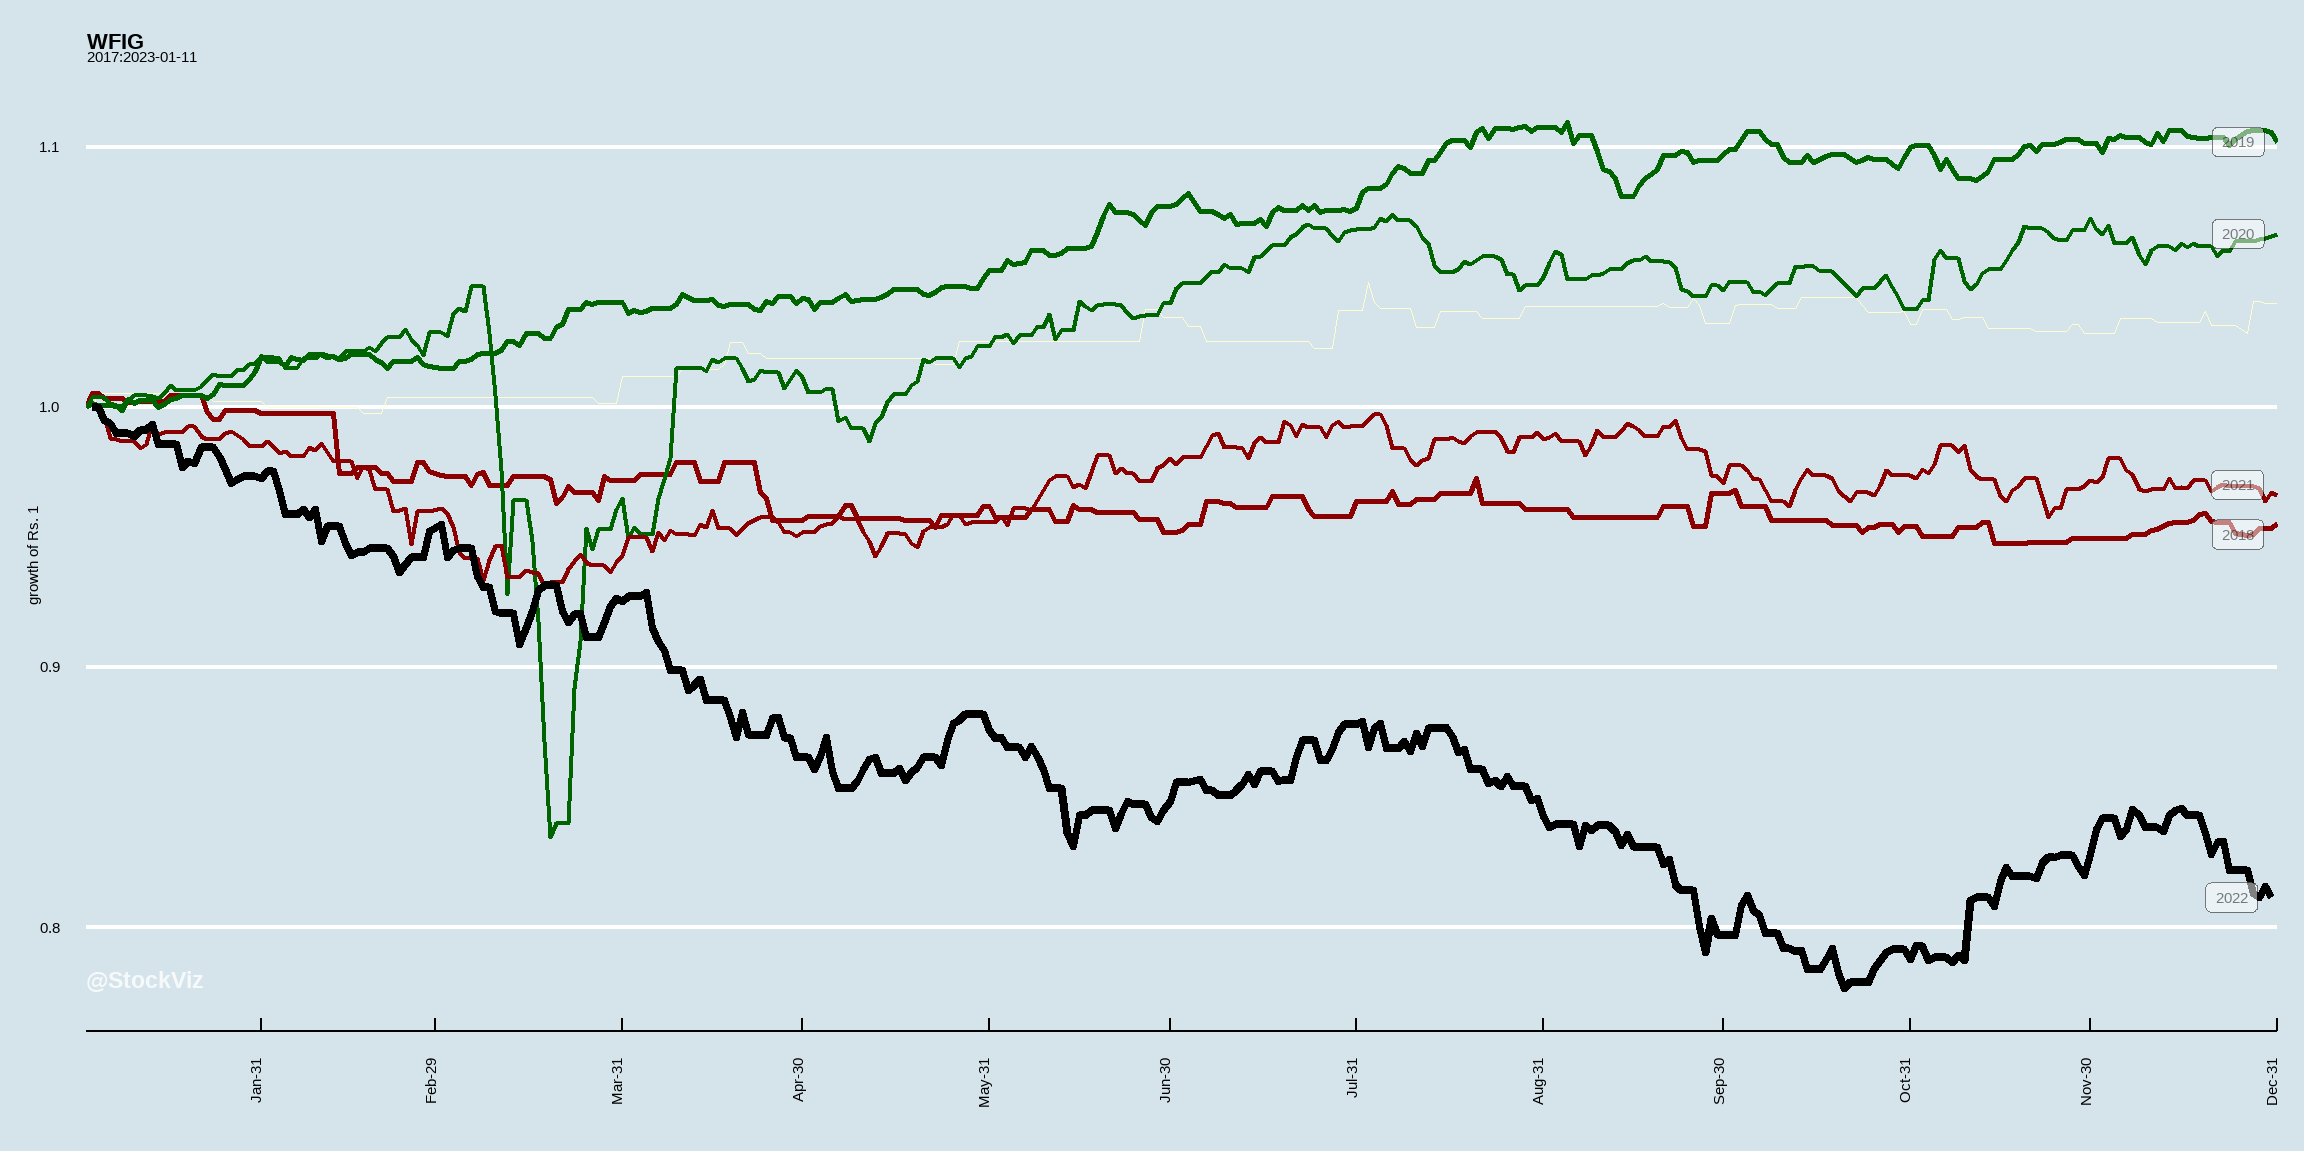 WFIG
2017:2023-01-11
growth of Rs. 1
1.1
1.0
0.9
0.8
2019
2020
2021
2018
2022
@StockViz
Jan-31
Feb-29
Mar-31
Apr-30
May-31
Jun-30
Jul-31
Aug-31
Sep-30
Oct-31
Nov-30
Dec-31